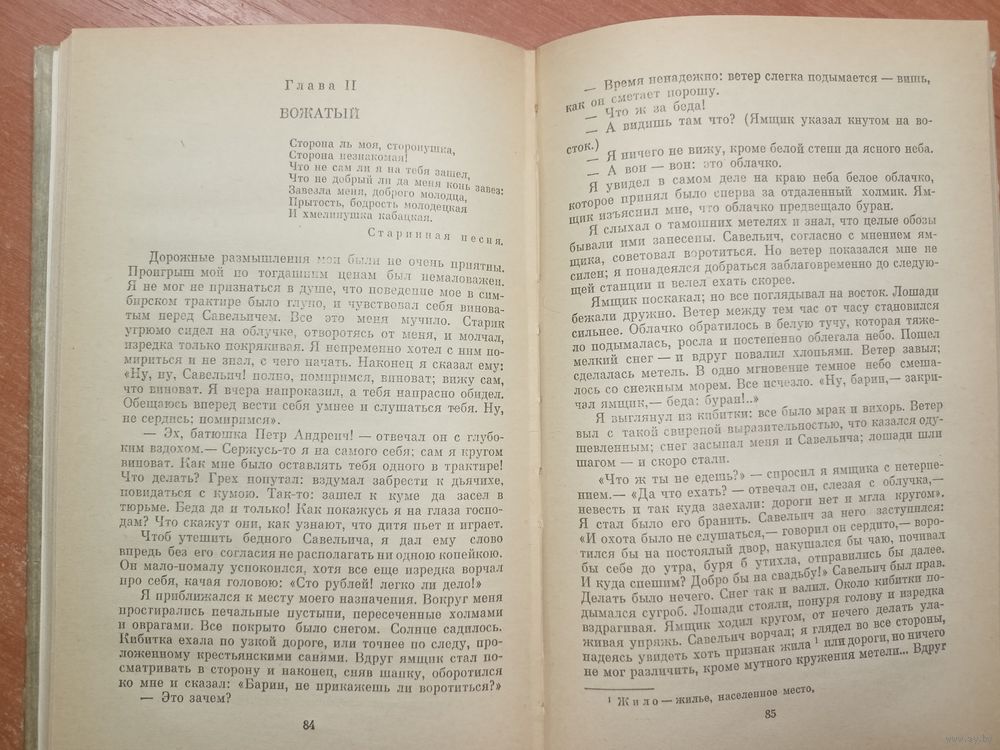 Глава II
ВОЖАТЫЙ
Сторона ль моя, сторонушка,
Сторона незнакомая!
Что не сам ли я на тебя зашел,
Что не добрый ли да меня конь завез:
Завезла меня, доброго молодца,
Прытость, бодрость молодецкая
И хмелинушка кабацкая.
Старинная песня.
Дорожные размышления мои были не очень приятны.
Проигрыш мой по тогдашним ценам был немаловажен.
Я не мог не признаться в душе, что поведение мое в сим-
бирском трактире было глупо, и чувствовал себя винова-
тым перед Савельичем. Все это меня мучило. Старик
угрюмо сидел на облучке, отворотясь от меня, и молчал,
изредка только покрякивая. Я непременно хотел с ним по-
мириться и не знал, с чего начать. Наконец я сказал ему:
«Ну, ну, Савельич! полно, помиримся, виноват; вижу сам,
что виноват. Я вчера напроказил, а тебя напрасно обидел.
Обещаюсь вперед вести себя умнее и слушаться тебя. Ну,
не сердись; помиримся».
— Эх, батюшка Петр Андреич! — отвечал он с глубо-
ким вздохом.— Сержусь-то я на самого себя; сам я кругом
виноват. Как мне было оставлять тебя одного в трактире!
Что делать? Грех попутал: вздумал забрести к дьячихе,
повидаться с кумою. Так-то: зашел к куме да засел в
тюрьме. Беда да и только! Как покажусь я на глаза госпо-
дам? Что скажут они, как узнают, что дитя пьет и играет.
Чтоб утешить бедного Савельича, я дал ему слово
впредь без его согласия не располагать ни одною копейкою.
Он мало-помалу успокоился, хотя все еще изредка ворчал
про себя, качая головою: «Сто рублей! легко ли дело!»
Я приближался к месту моего назначения. Вокруг меня
простирались печальные пустыни, пересеченные холмами
и оврагами. Все покрыто было снегом. Солнце садилось.
Кибитка ехала по узкой дороге, или точнее по следу, про-
ложенному крестьянскими санями. Вдруг ямщик стал по-
сматривать в сторону и наконец, сняв шапку, оборотился
ко мне и сказал: «Барин, не прикажешь ли воротиться?»
— Это зачем?
84
— Время ненадежно: ветер слегка подымается — вишь,
как он сметает порошу.
— Что ж за беда!
— А видишь там что? (Ямщик указал кнутом на во-
сток.)
— Я ничего не вижу, кроме белой степи да ясного неба.
— А вон — вон: это облачко.
Я увидел в самом деле на краю неба белое облачко,
которое принял было сперва за отдаленный холмик. Ям-
щик изъяснил мне, что облачко предвещало буран.
Я слыхал о тамошних метелях и знал, что целые обозы
бывали ими занесены. Савельич, согласно с мнением ям-
щика, советовал воротиться. Но ветер показался мне не
силен; я понадеялся добраться заблаговременно до следую-
щей станции и велел ехать скорее.
Ямщик поскакал; но все поглядывал на восток. Лошади
бежали дружно. Ветер между тем час от часу становился
сильнее. Облачко обратилось в белую тучу, которая тяже-
ло подымалась, росла и постепенно облегала небо. Пошел
мелкий снег — и вдруг повалил хлопьями. Ветер завыл;
сделалась метель. В одно мгновение темное небо смеша-
лось со снежным морем. Все исчезло. «Ну, барин,— закри-
чал ямщик,— беда: буран!..»
Я выглянул из кибитки: все было мрак и вихорь. Ветер
выл с такой свирепой выразительностью, что казался оду-
шевленным; снег засыпал меня и Савельича; лошади шли
шагом — и скоро стали.
«Что ж ты не едешь?» — спросил я ямщика с нетерпе-
нием.— «Да что ехать? — отвечал он, слезая с облучка,—
невесть и так куда заехали: дороги нет и мгла кругом».
Я стал было его бранить. Савельич за него заступился:
«И охота было не слушаться,— говорил он сердито,— воро-
тился бы на постоялый двор, накушался бы чаю, почивал
бы себе до утра, буря б утихла, отправились бы далее.
И куда спешим? Добро бы на свадьбу!» Савельич был прав.
Делать было нечего. Снег так и валил. Около кибитки по-
дымался сугроб. Лошади стояли, понуря голову и изредка
вздрагивая. Ямщик ходил кругом, от нечего делать ула-
живая упряжь. Савельич ворчал; я глядел во все стороны,
надеясь увидеть хоть признак жила¹ или дороги, но ничего
не мог различить, кроме мутного кружения метели... Вдруг
¹ Жило — жилье, населенное место.
85
www.ay.by